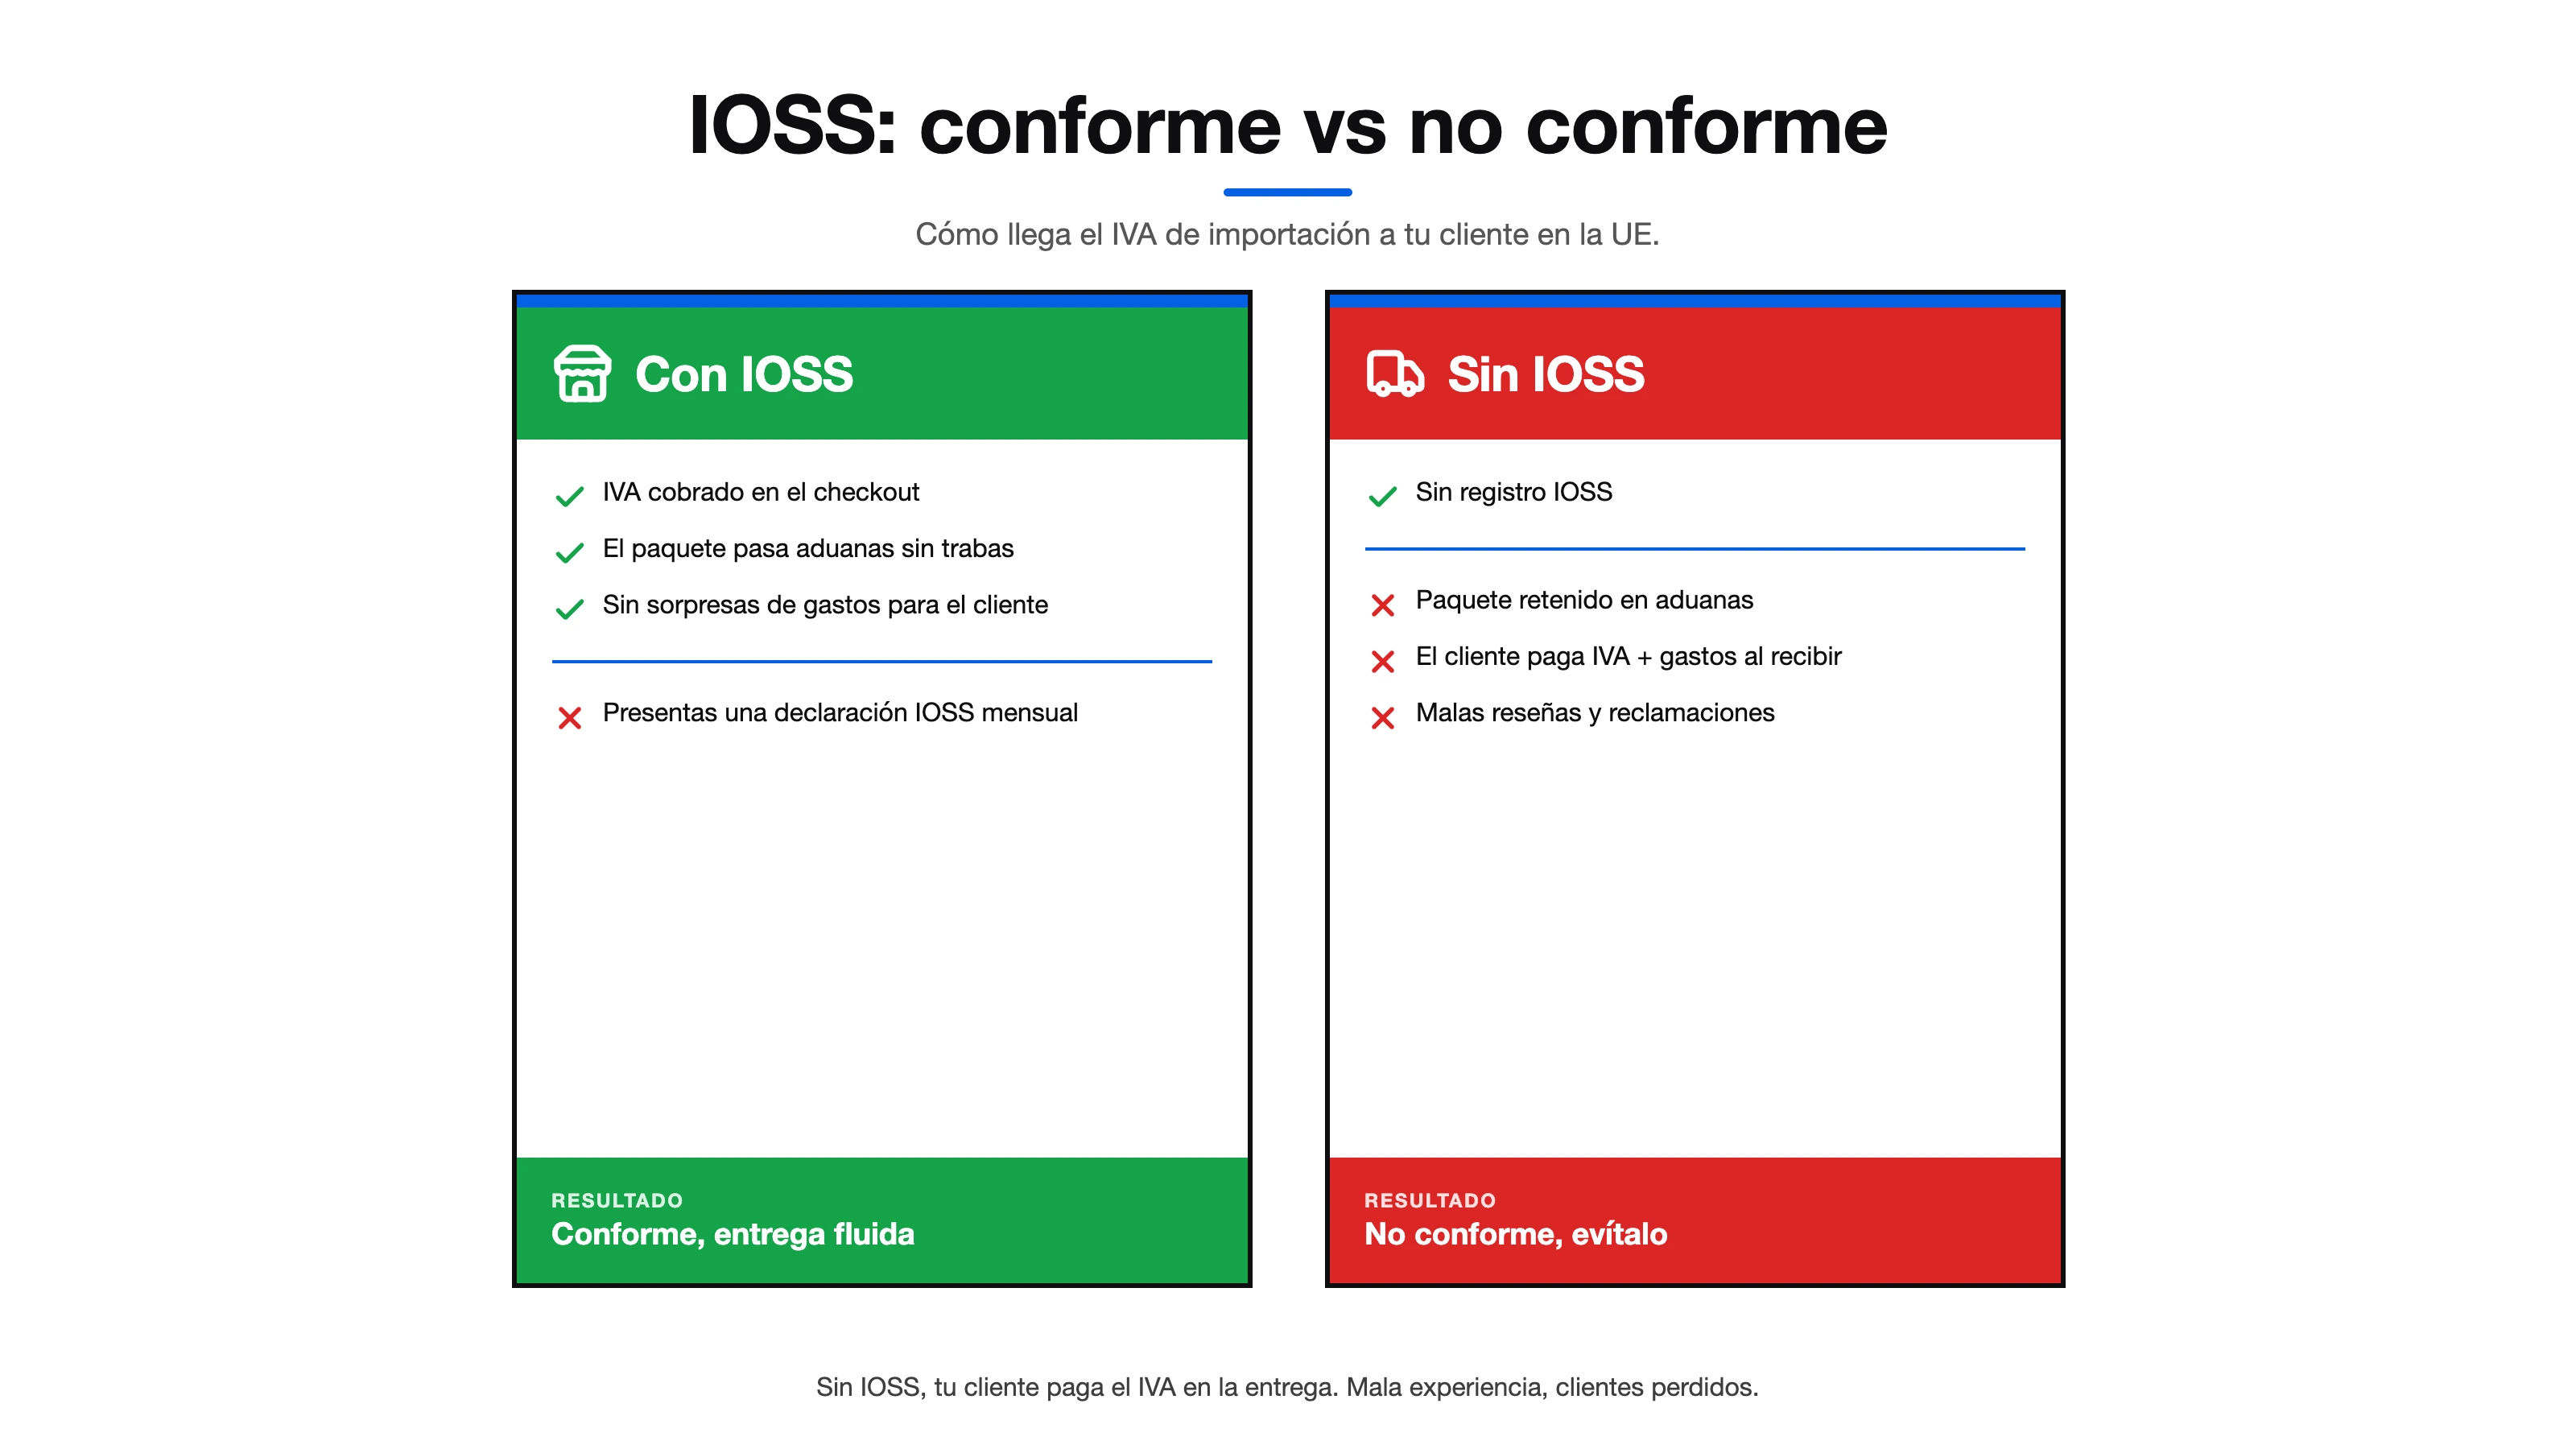 IOSS: conforme vs no conforme
Cómo llega el IVA de importación a tu cliente en la UE.
Con IOSS
IVA cobrado en el checkout
El paquete pasa aduanas sin trabas
Sin sorpresas de gastos para el cliente
Presentas una declaración IOSS mensual
RESULTADO
Conforme, entrega fluida
Sin IOSS
Sin registro IOSS
Paquete retenido en aduanas
El cliente paga IVA + gastos al recibir
Malas reseñas y reclamaciones
RESULTADO
No conforme, evítalo
Sin IOSS, tu cliente paga el IVA en la entrega. Mala experiencia, clientes perdidos.